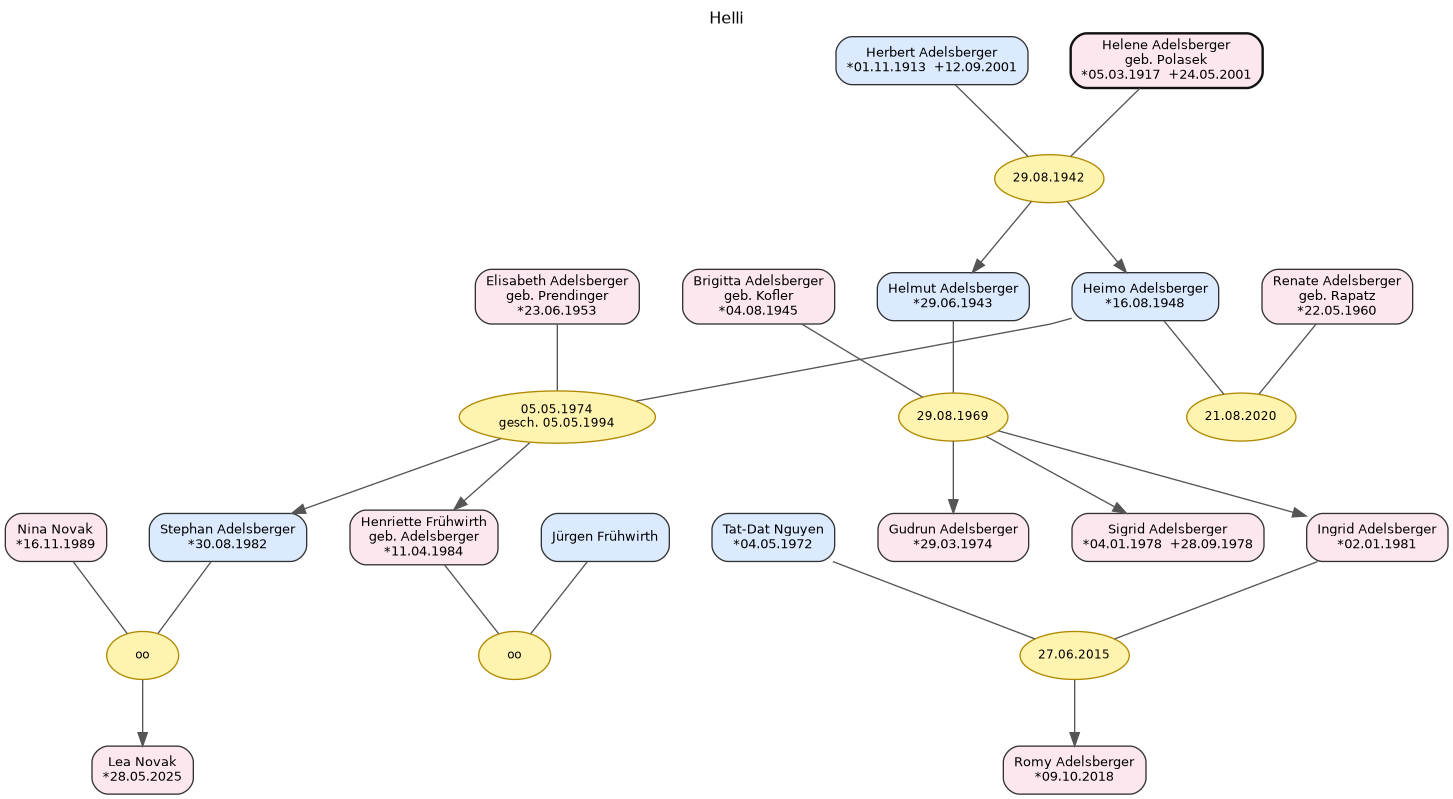 Helli
Herbert Adelsberger
*01.11.1913  +12.09.2001
Helene Adelsberger
geb. Polasek
*05.03.1917  +24.05.2001
29.08.1942
Elisabeth Adelsberger
geb. Prendinger
*23.06.1953
Brigitta Adelsberger
geb. Kofler
*04.08.1945
Helmut Adelsberger
*29.06.1943
Heimo Adelsberger
*16.08.1948
Renate Adelsberger
geb. Rapatz
*22.05.1960
05.05.1974
gesch. 05.05.1994
29.08.1969
21.08.2020
Nina Novak
*16.11.1989
Stephan Adelsberger
*30.08.1982
Henriette Frühwirth
geb. Adelsberger
*11.04.1984
Jürgen Frühwirth
Tat-Dat Nguyen
*04.05.1972
Gudrun Adelsberger
*29.03.1974
Sigrid Adelsberger
*04.01.1978  +28.09.1978
Ingrid Adelsberger
*02.01.1981
oo
oo
27.06.2015
Lea Novak
*28.05.2025
Romy Adelsberger
*09.10.2018